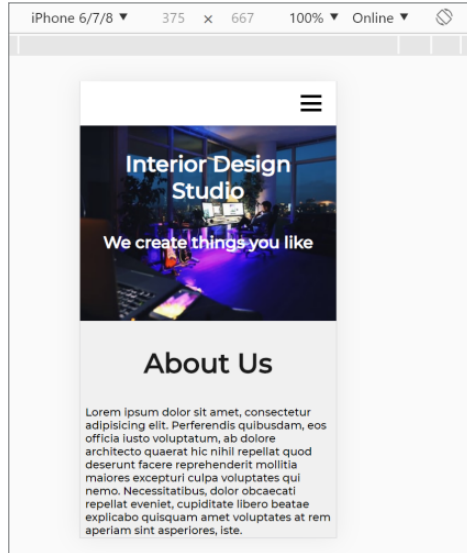 iPhone 6/7/8 ▼ 375 × 667 100% ▼ Online ▼
Interior Design
Studio
We create things you like
About Us
Lorem ipsum dolor sit amet, consectetur
adipisicing elit. Perferendis quibusdam, eos
officia iusto voluptatum, ab dolore
architecto quaerat hic nihil repellat quod
deserunt facere reprehenderit mollitia
maiores excepturi culpa voluptates qui
nemo. Necessitatibus, dolor obcaecati
repellat eveniet, cupiditate libero beatae
explicabo quisquam amet voluptates at rem
aperiam sint asperiores, iste.